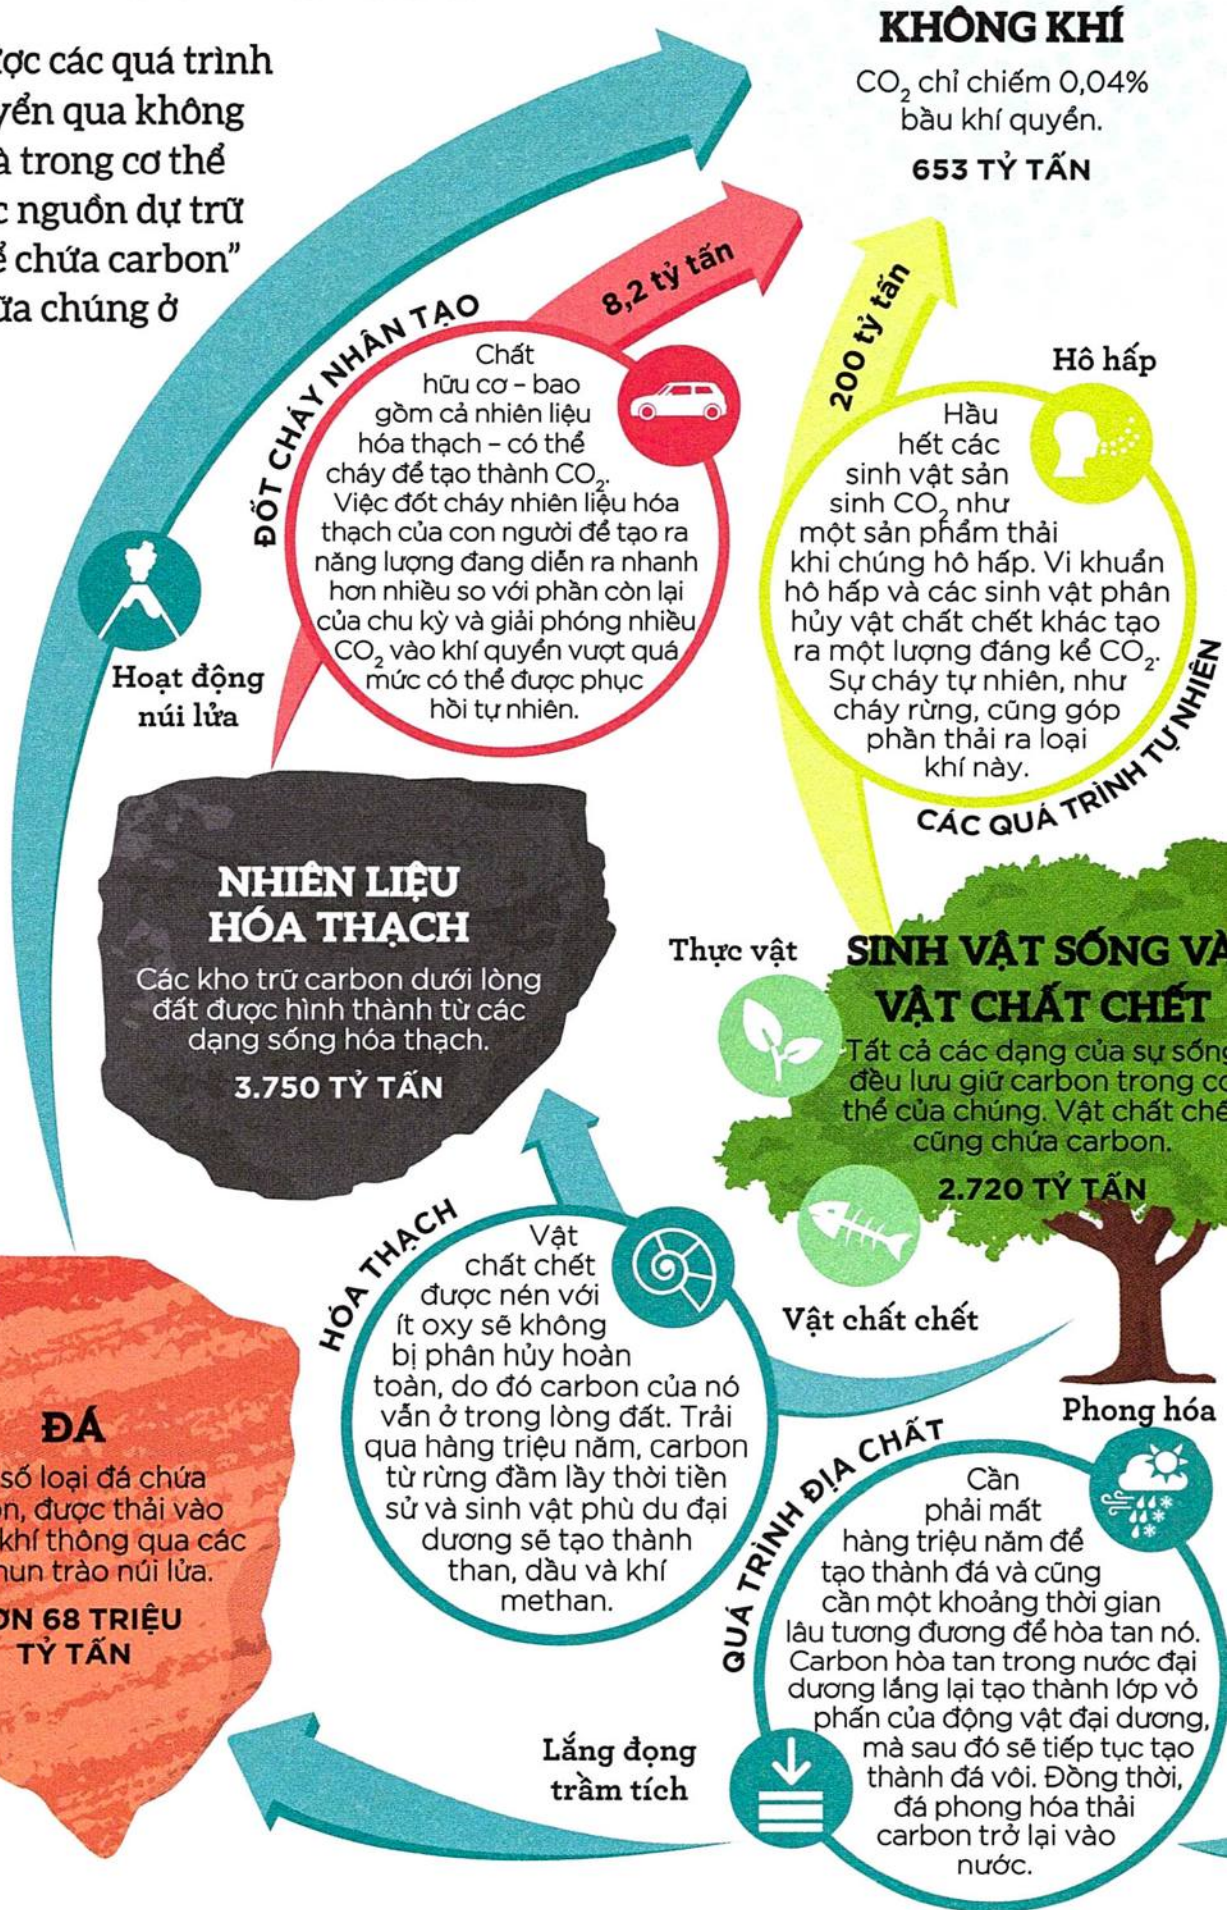 các quá trình
qua không
trong cơ thể
nguồn dự trữ
chứa carbon”
chúng ở
KHÔNG KHÍ
CO₂ chỉ chiếm 0,04%
bầu khí quyển.
653 TỶ TẤN
8,2 tỷ tấn
ĐỐT CHÁY NHÂN TẠO
Chất
hữu cơ – bao
gồm cả nhiên liệu
hóa thạch – có thể
cháy để tạo thành CO₂.
Việc đốt cháy nhiên liệu hóa
thạch của con người để tạo ra
năng lượng đang diễn ra nhanh
hơn nhiều so với phần còn lại
của chu kỳ và giải phóng nhiều
CO₂ vào khí quyển vượt quá
mức có thể được phục
hồi tự nhiên.
200 tỷ tấn
Hô hấp
Hầu
hết các
sinh vật sản
sinh CO₂ như
một sản phẩm thải
khi chúng hô hấp. Vi khuẩn
hô hấp và các sinh vật phân
hủy vật chất chết khác tạo
ra một lượng đáng kể CO₂.
Sự cháy tự nhiên, như
cháy rừng, cũng góp
phần thải ra loại
khí này.
CÁC QUÁ TRÌNH TỰ NHIÊN
Hoạt động
núi lửa
NHIÊN LIỆU
HÓA THẠCH
Các kho trữ carbon dưới lòng
đất được hình thành từ các
dạng sống hóa thạch.
3.750 TỶ TẤN
Thực vật
SINH VẬT SỐNG VÀ
VẬT CHẤT CHẾT
Tất cả các dạng của sự sống
đều lưu giữ carbon trong cơ
thể của chúng. Vật chất
cũng chứa carbon.
2.720 TỶ TẤN
Vật chất chết
HÓA THẠCH
Vật
chất chết
được nén với
ít oxy sẽ không
bị phân hủy hoàn
toàn, do đó carbon của nó
vẫn ở trong lòng đất. Trải
qua hàng triệu năm, carbon
từ rừng đầm lầy thời tiền
sử và sinh vật phù du đại
dương sẽ tạo thành
than, dầu và khí
methan.
ĐÁ
số loại đá chứa
được thải vào
khí thông qua các
trào núi lửa.
68 TRIỆU
TỶ TẤN
Phong hóa
QUÁ TRÌNH ĐỊA CHẤT
Cần
phải mất
hàng triệu năm để
tạo thành đá và cũng
cần một khoảng thời gian
lâu tương đương để hòa tan nó.
Carbon hòa tan trong nước đại
dương lắng lại tạo thành lớp vỏ
phấn của động vật đại dương,
mà sau đó sẽ tiếp tục tạo
thành đá vôi. Đồng thời,
đá phong hóa thải
carbon trở lại vào
nước.
Lắng đọng
trầm tích